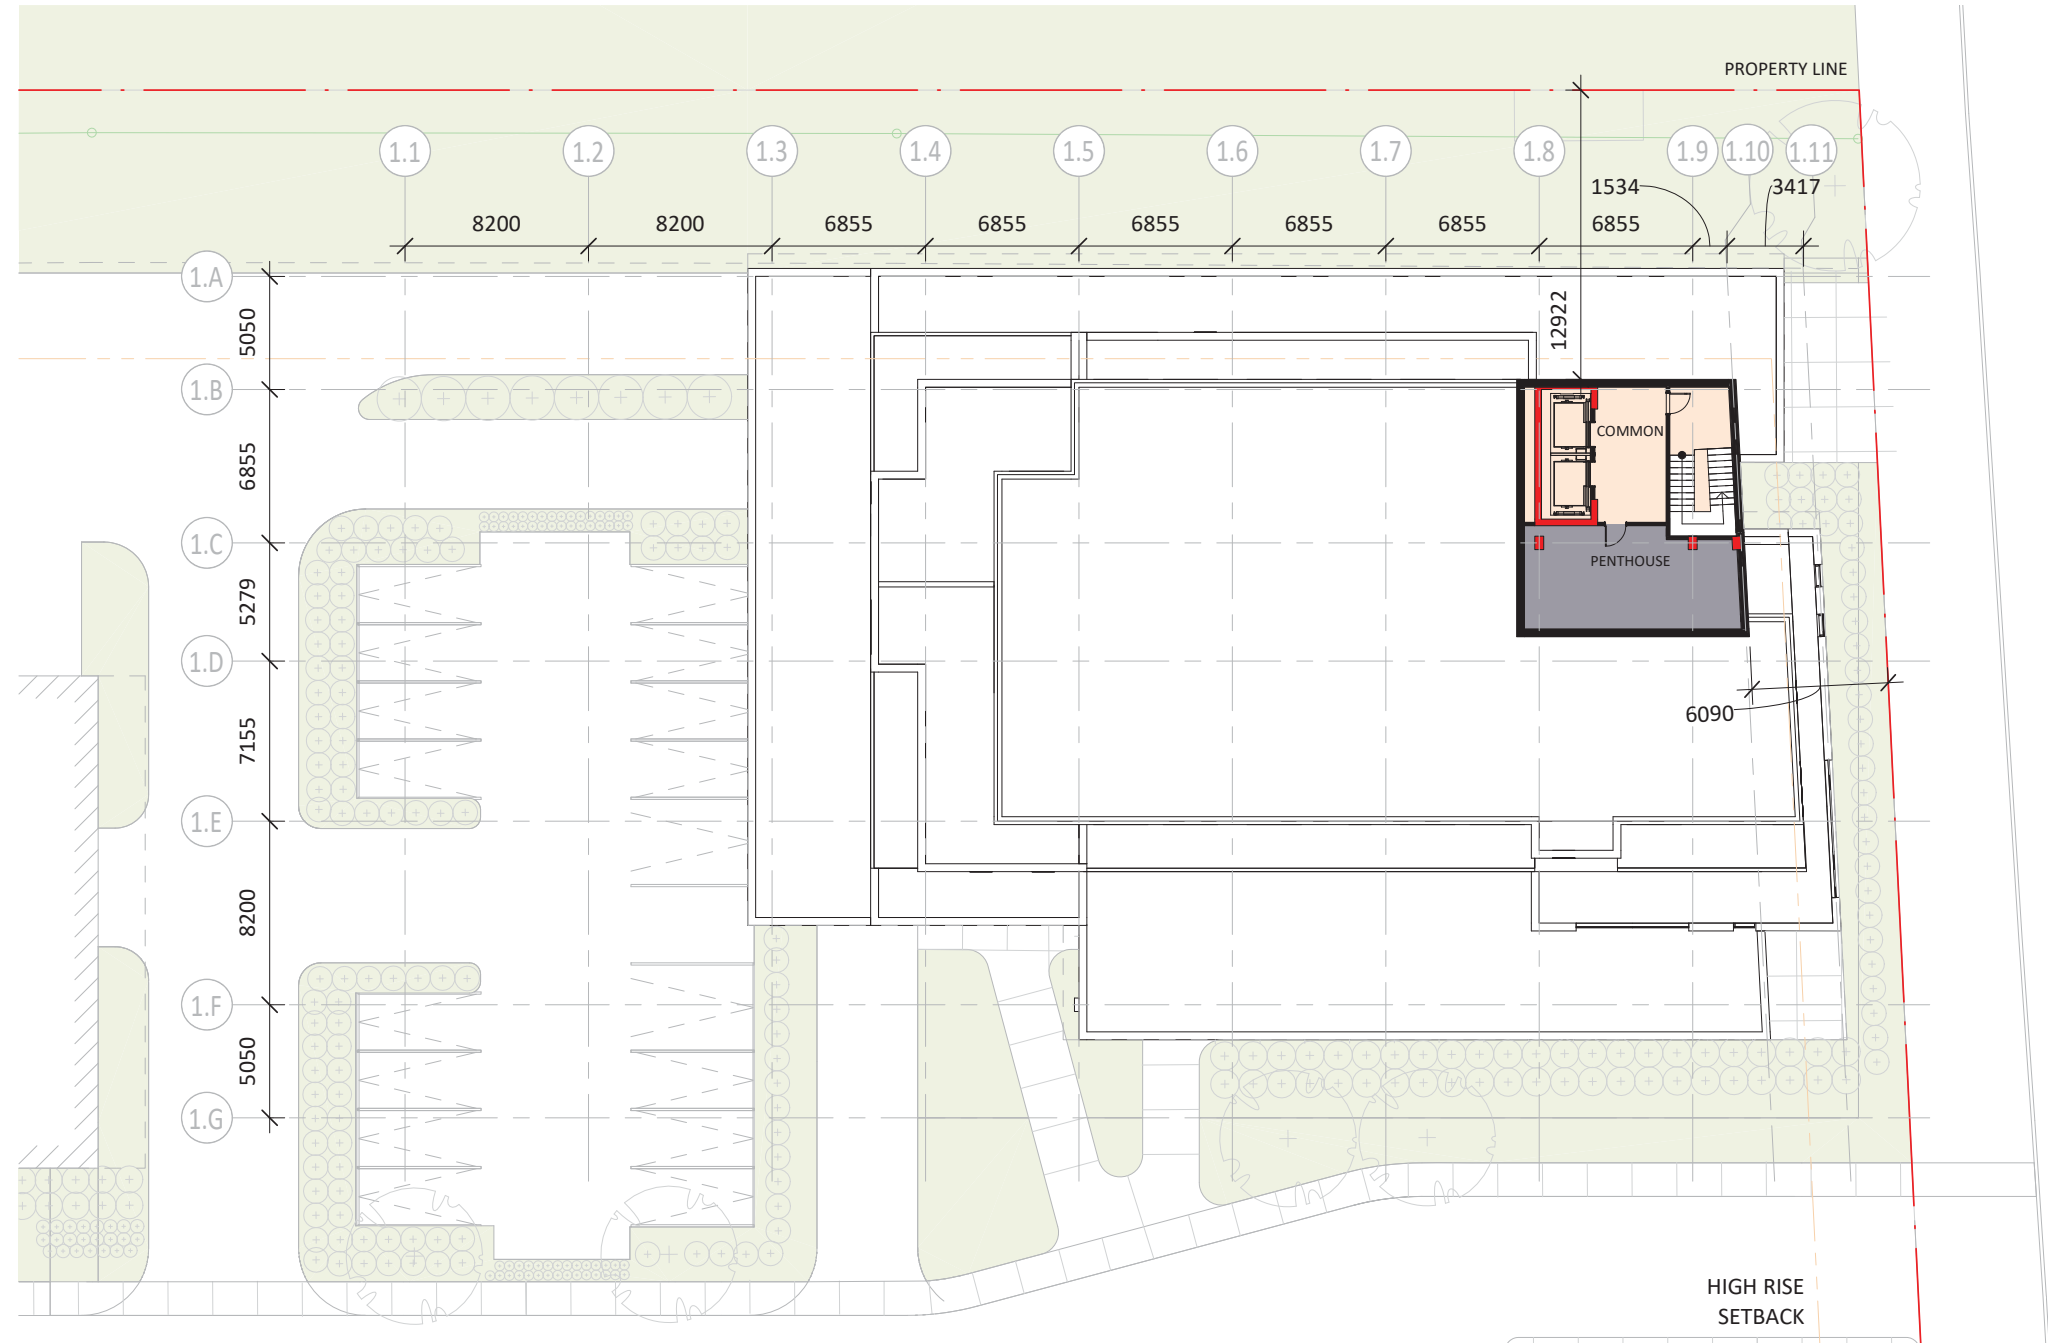 PROPERTY LINE
1.1 1.2 1.3 1.4 1.5 1.6 1.7 1.8 1.9 1.10 1.11
1534 3417
8200 8200 6855 6855 6855 6855 6855 6855
1.A
5050
12922
1.B
6855
COMMON
1.C
PENTHOUSE
5279
1.D
6090
7155
1.E
8200
1.F
5050
1.G
HIGH RISE
SETBACK